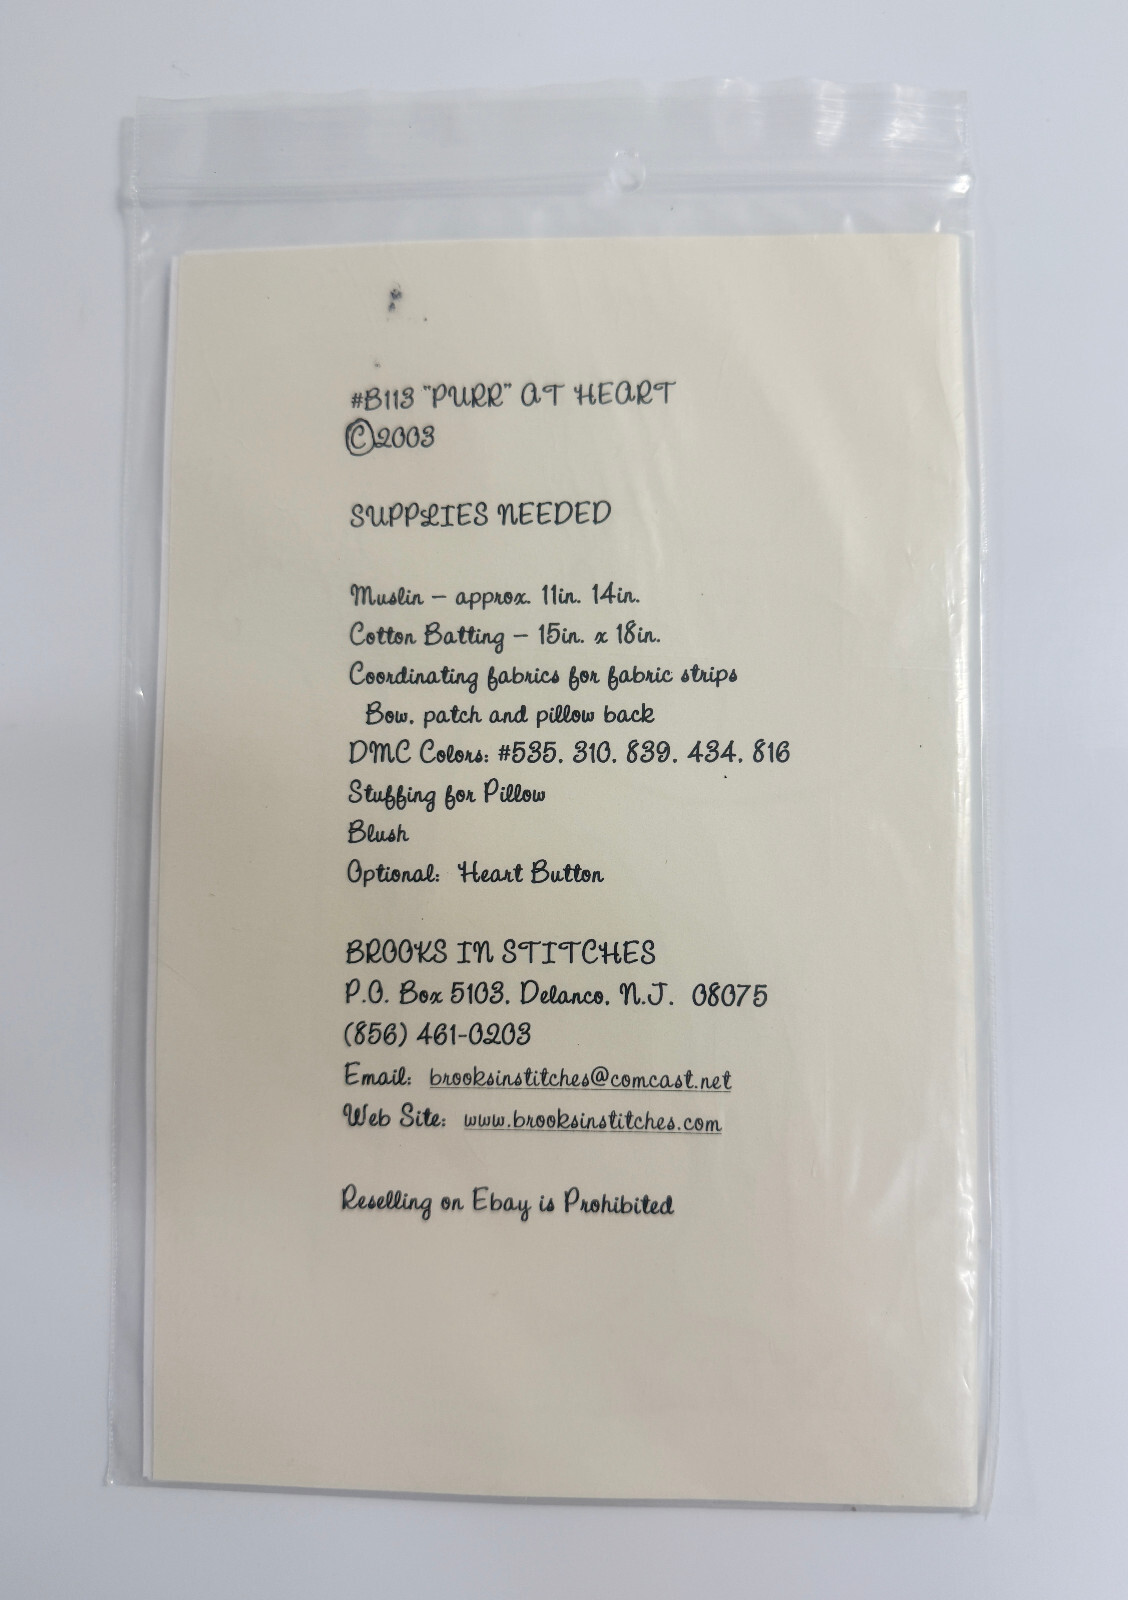 #B113 "PURR" AT HEART
©2003
SUPPLIES NEEDED
Muslin – approx. 11in. 14in.
Cotton Batting – 15in. x 18in.
Coordinating fabrics for fabric strips
Bow, patch and pillow back
DMC Colors: #535, 310, 839, 434, 816
Stuffing for Pillow
Blush
Optional: Heart Button
BROOKS IN STITCHES
P.O. Box 5103, Delanco, N.J. 08075
(856) 461-0203
Email: brooksinstitches@comcast.net
Web Site: www.brooksinstitches.com
Reselling on Ebay is Prohibited